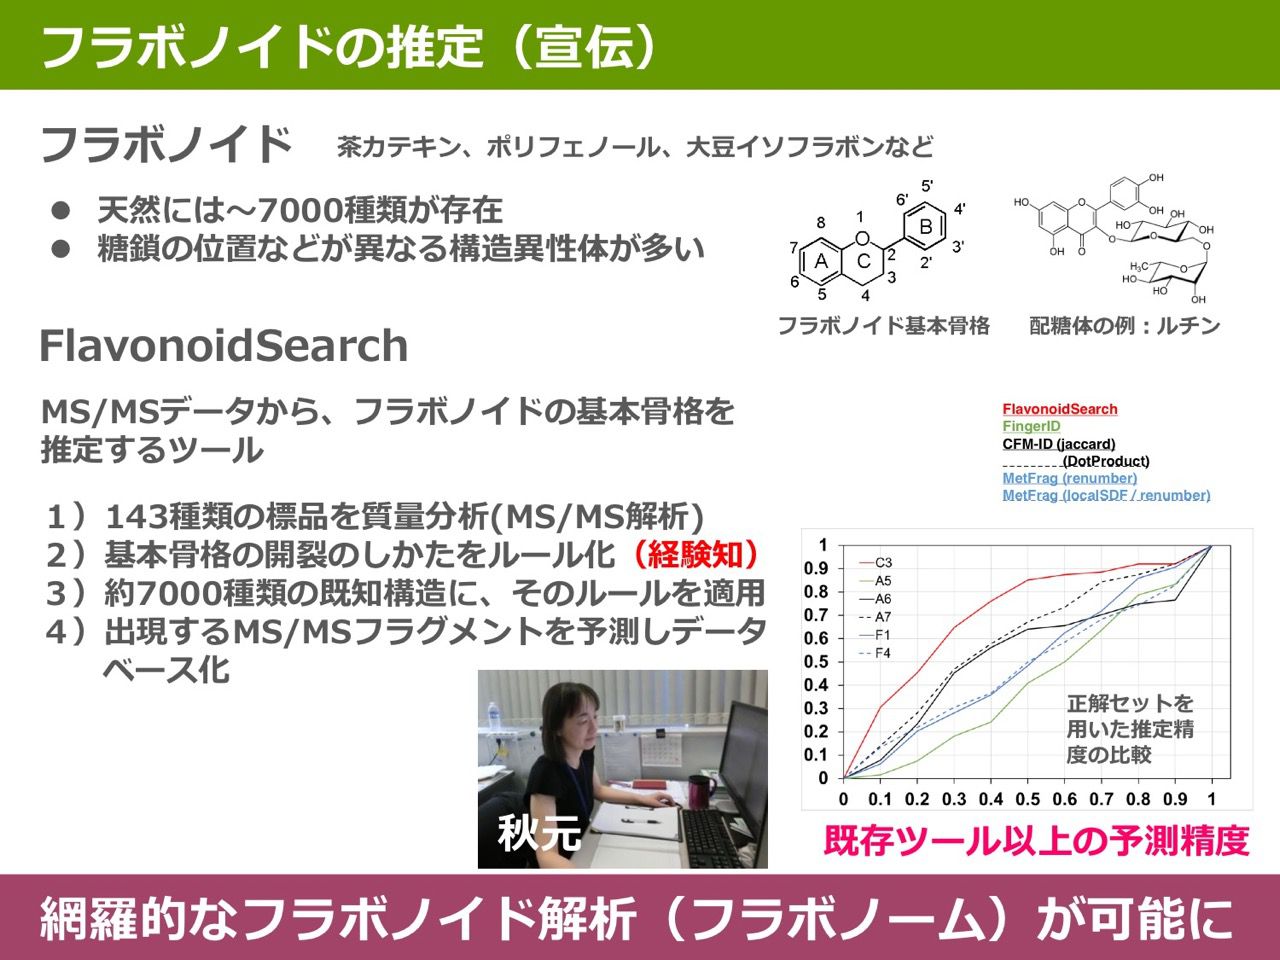 フラボノイドの推定（宣伝）
フラボノイド 茶カテキン、ポリフェノール、大豆イソフラボンなど
● 天然には～7000種類が存在
● 糖鎖の位置などが異なる構造異性体が多い
1 2 3 4 5 6 7 8 2' 3' 4' 5' 6' A B C O
フラボノイド基本骨格
HO OH OH OH O O O HO OH OH O O H₃C O HO HO OH OH
配糖体の例：ルチン
FlavonoidSearch
MS/MSデータから、フラボノイドの基本骨格を
推定するツール
１）143種類の標品を質量分析(MS/MS解析)
２）基本骨格の開裂のしかたをルール化（経験知）
３）約7000種類の既知構造に、そのルールを適用
４）出現するMS/MSフラグメントを予測しデータ
ベース化
秋元
FlavonoidSearch
FingerID
CFM-ID (jaccard)
(DotProduct)
MetFrag (renumber)
MetFrag (localSDF / renumber)
1
0.9
0.8
0.7
0.6
0.5
0.4
0.3
0.2
0.1
0
C3
A5
A6
A7
F1
F4
正解セットを
用いた推定精
度の比較
0 0.1 0.2 0.3 0.4 0.5 0.6 0.7 0.8 0.9 1
既存ツール以上の予測精度
網羅的なフラボノイド解析（フラボノーム）が可能に